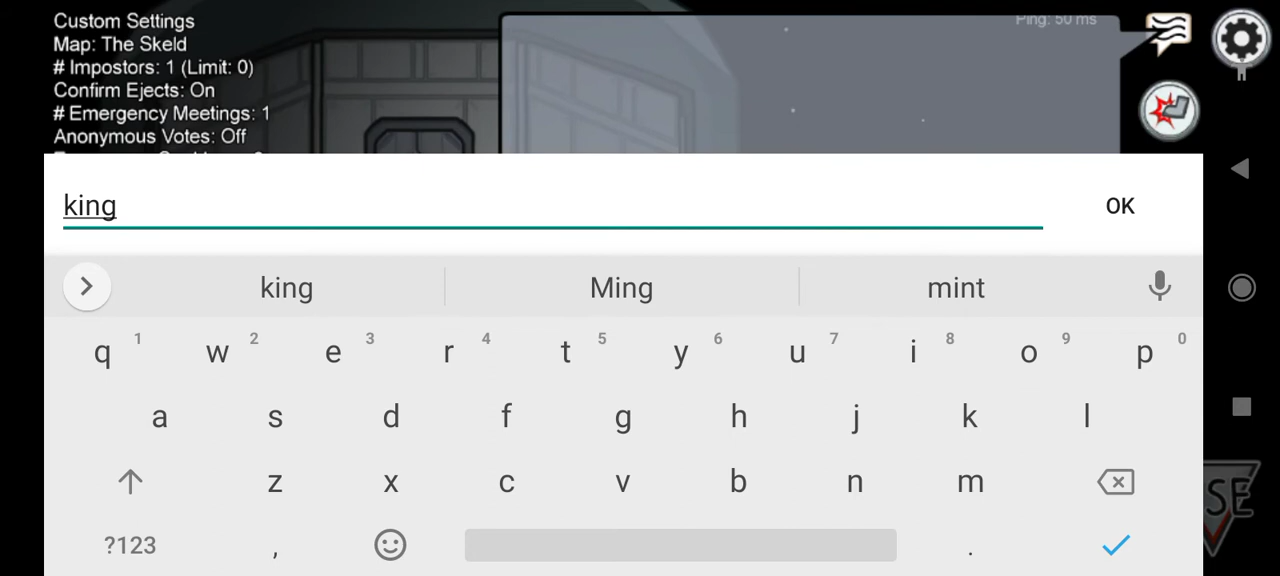 Custom Settings
Map: The Skeld
# Impostors: 1 (Limit: 0)
Confirm Ejects: On
# Emergency Meetings: 1
Anonymous Votes: Off
Ping: 50 ms
king
OK
king Ming mint
q 1 w 2 e 3 r 4 t 5 y 6 u 7 i 8 o 9 p 0
a s d f g h j k l
z x c v b n m
?123 , .
SE